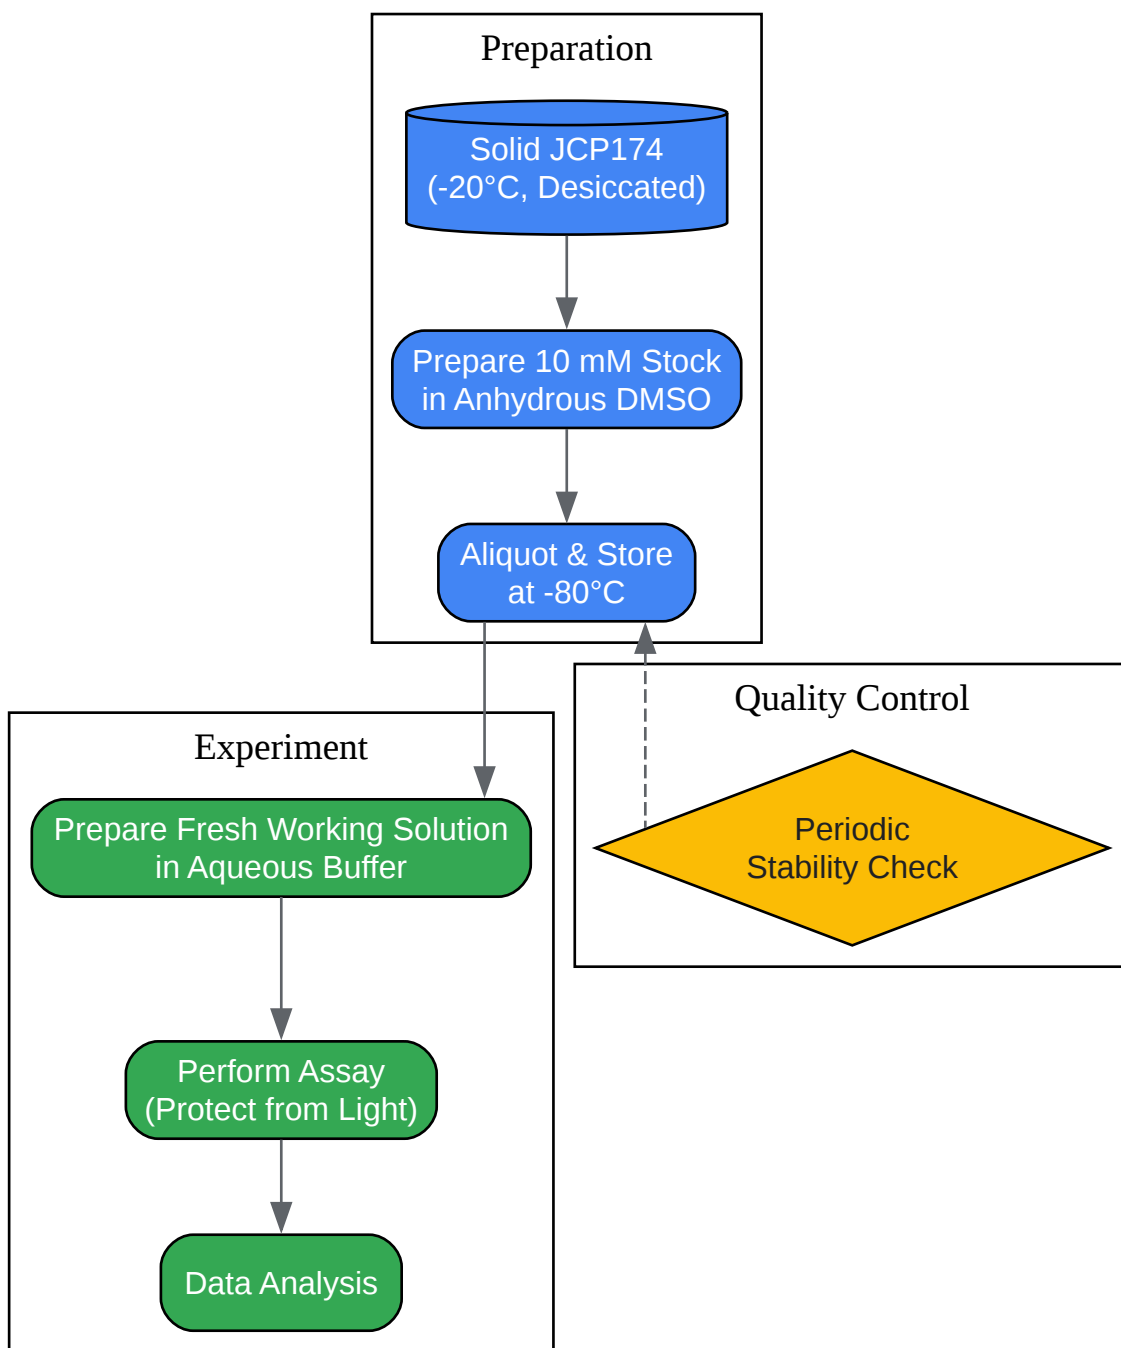 Preparation
Solid JCP174
(-20°C, Desiccated)
Prepare 10 mM Stock
in Anhydrous DMSO
Aliquot & Store
at -80°C
Quality Control
Periodic
Stability Check
Experiment
Prepare Fresh Working Solution
in Aqueous Buffer
Perform Assay
(Protect from Light)
Data Analysis